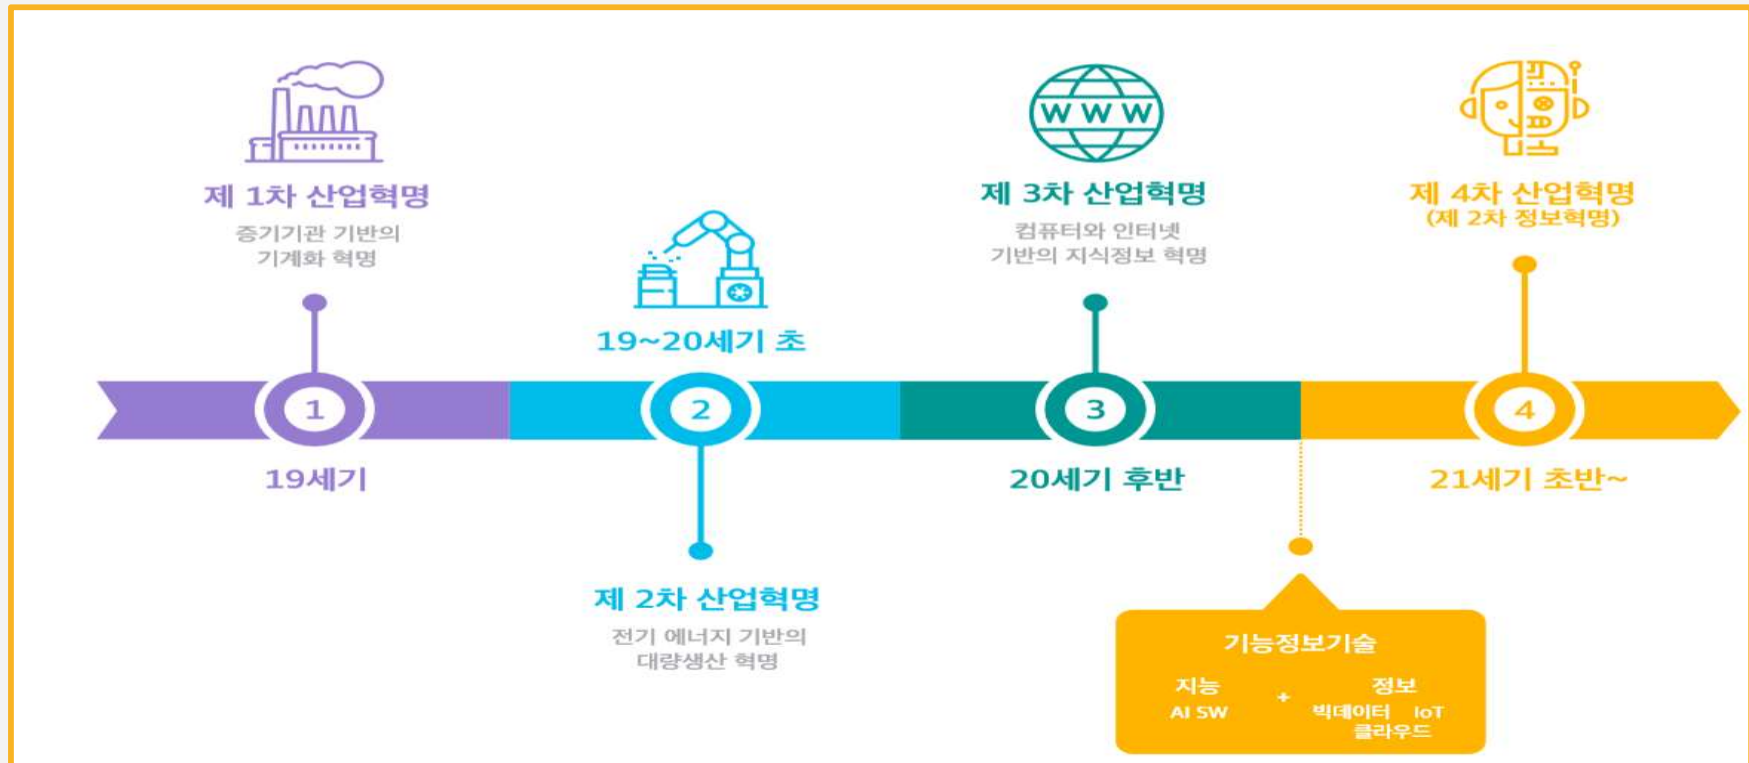 WWW
제 1차 산업혁명
증기기관 기반의
기계화 혁명
1
19세기
19~20세기 초
2
제 2차 산업혁명
전기 에너지 기반의
대량생산 혁명
제 3차 산업혁명
컴퓨터와 인터넷
기반의 지식정보 혁명
3
20세기 후반
제 4차 산업혁명
(제 2차 정보혁명)
4
21세기 초반~
기능정보기술
지능 + 정보
AI SW 빅데이터 IoT
클라우드